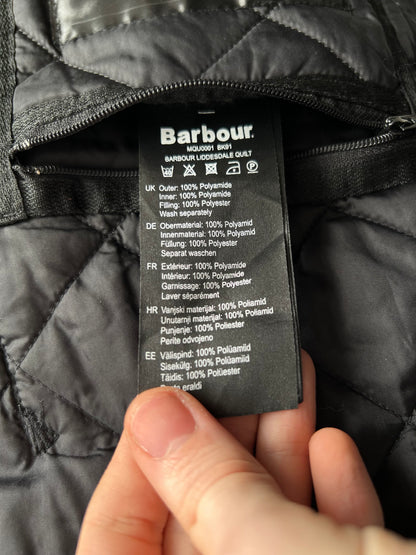 Barbour
MQU0001 BK91
BARBOUR LIDDESDALE QUILT
UK Outer: 100% Polyamide
Inner: 100% Polyamide
Filling: 100% Polyester
Wash separately
DE Obermaterial: 100% Polyamid
Innenmaterial: 100% Polyamid
Füllung: 100% Polyester
Separat waschen
FR Extérieur: 100% Polyamide
Intérieur: 100% Polyamide
Garnissage: 100% Polyester
Laver séparément
HR Vanjski materijal: 100% Poliamid
Unutarnji materijal: 100% Poliamid
Punjenje: 100% Poliester
Perite odvojeno
EE Välispind: 100% Polüamiid
Sisekülg: 100% Polüamiid
Täidis: 100% Polüester
eraldi